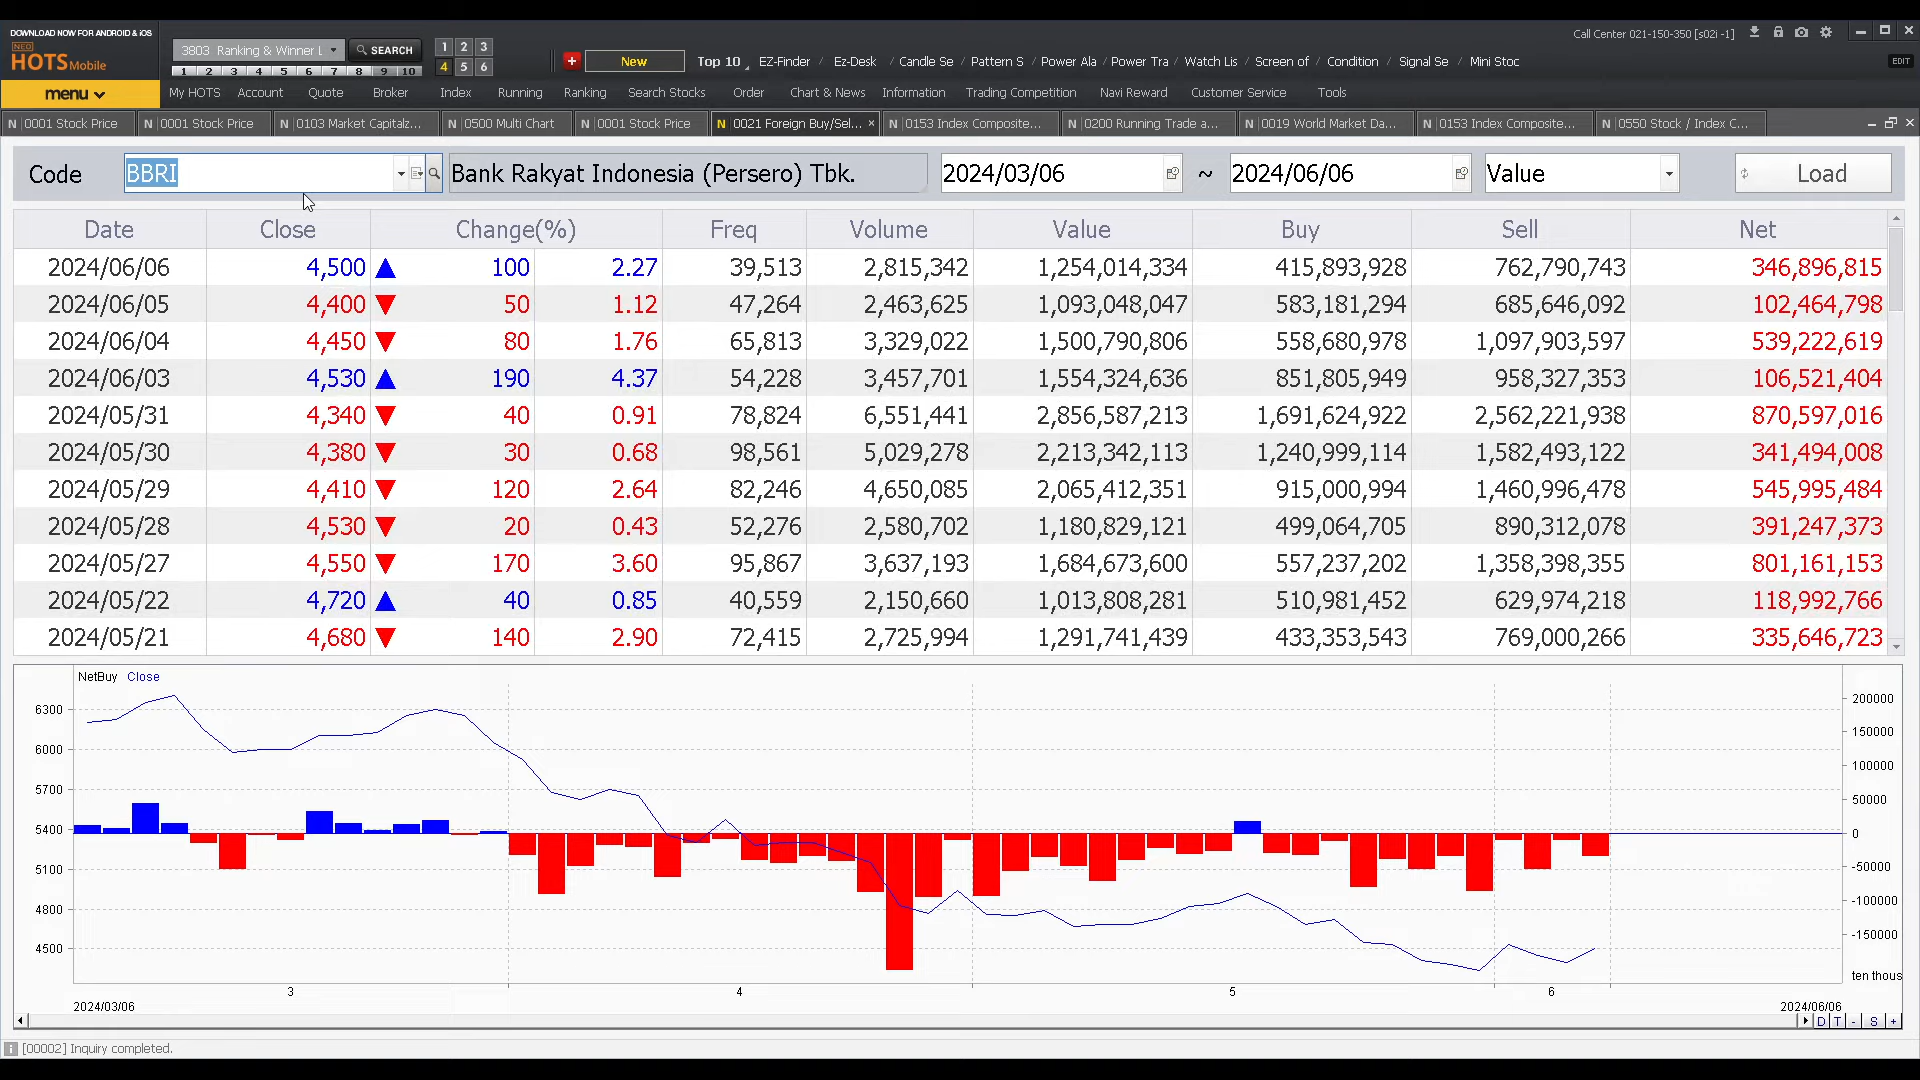 DOWNLOAD NOW FOR ANDROID & iOS
NEO
HOTS Mobile
3803 Ranking & Winner L
SEARCH
1 2 3 4 5 6 7 8 9 10
1 2 3
4 5 6
New
Top 10 EZ-Finder / Ez-Desk / Candle Se / Pattern S / Power Ala / Power Tra / Watch Lis / Screen of / Condition / Signal Se / Mini Stoc
Call Center 021-150-350 [s02i -1]
EDIT
menu
My HOTS Account Quote Broker Index Running Ranking Search Stocks Order Chart & News Information Trading Competition Navi Reward Customer Service Tools
N 0001 Stock Price N 0001 Stock Price N 0103 Market Capitalz... N 0500 Multi Chart N 0001 Stock Price N 0021 Foreign Buy/Sel... × N 0153 Index Composite... N 0200 Running Trade a... N 0019 World Market Da... N 0153 Index Composite... N 0550 Stock / Index C...
Code BBRI Bank Rakyat Indonesia (Persero) Tbk. 2024/03/06 ~ 2024/06/06 Value Load
Date Close Change(%) Freq Volume Value Buy Sell Net
2024/06/06 4,500 ▲ 100 2.27 39,513 2,815,342 1,254,014,334 415,893,928 762,790,743 346,896,815
2024/06/05 4,400 ▼ 50 1.12 47,264 2,463,625 1,093,048,047 583,181,294 685,646,092 102,464,798
2024/06/04 4,450 ▼ 80 1.76 65,813 3,329,022 1,500,790,806 558,680,978 1,097,903,597 539,222,619
2024/06/03 4,530 ▲ 190 4.37 54,228 3,457,701 1,554,324,636 851,805,949 958,327,353 106,521,404
2024/05/31 4,340 ▼ 40 0.91 78,824 6,551,441 2,856,587,213 1,691,624,922 2,562,221,938 870,597,016
2024/05/30 4,380 ▼ 30 0.68 98,561 5,029,278 2,213,342,113 1,240,999,114 1,582,493,122 341,494,008
2024/05/29 4,410 ▼ 120 2.64 82,246 4,650,085 2,065,412,351 915,000,994 1,460,996,478 545,995,484
2024/05/28 4,530 ▼ 20 0.43 52,276 2,580,702 1,180,829,121 499,064,705 890,312,078 391,247,373
2024/05/27 4,550 ▼ 170 3.60 95,867 3,637,193 1,684,673,600 557,237,202 1,358,398,355 801,161,153
2024/05/22 4,720 ▲ 40 0.85 40,559 2,150,660 1,013,808,281 510,981,452 629,974,218 118,992,766
2024/05/21 4,680 ▼ 140 2.90 72,415 2,725,994 1,291,741,439 433,353,543 769,000,266 335,646,723
NetBuy Close
6300
6000
5700
5400
5100
4800
4500
200000
150000
100000
50000
0
-50000
-100000
-150000
ten thous
3 4 5 6
2024/03/06 2024/06/06
D T - S +
[00002] Inquiry completed.